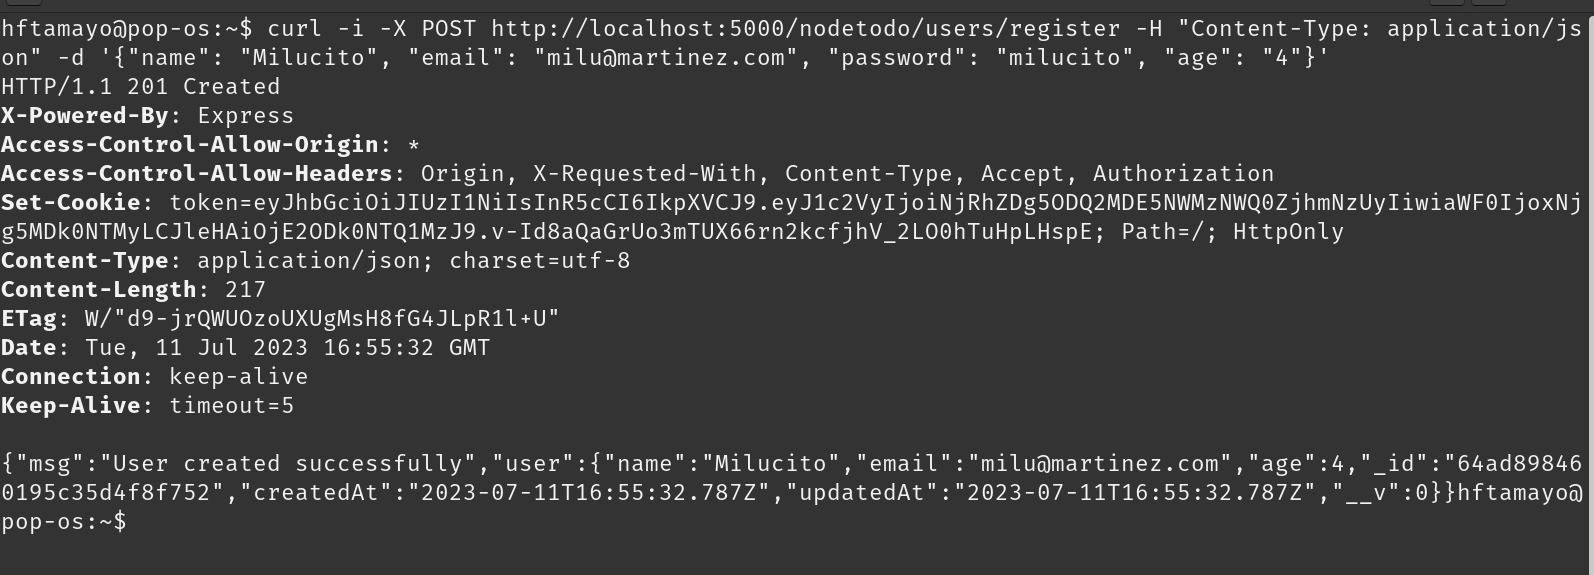 hftamayo@pop-os:~$ curl -i -X POST http://localhost:5000/nodetodo/users/register -H "Content-Type: application/js
on" -d '{"name": "Milucito", "email": "milu@martinez.com", "password": "milucito", "age": "4"}'
HTTP/1.1 201 Created
X-Powered-By: Express
Access-Control-Allow-Origin: *
Access-Control-Allow-Headers: Origin, X-Requested-With, Content-Type, Accept, Authorization
Set-Cookie: token=eyJhbGciOiJIUzI1NiIsInR5cCI6IkpXVCJ9.eyJ1c2VyIjoiNjRhZDg5ODQ2MDE5NWMzNWQ0ZjhmNzUyIiwiaWF0IjoxNj
g5MDk0NTMyLCJleHAiOjE2ODk0NTQ1MzJ9.v-Id8aQaGrUo3mTUX66rn2kcfjhV_2LO0hTuHpLHspE; Path=/; HttpOnly
Content-Type: application/json; charset=utf-8
Content-Length: 217
ETag: W/"d9-jrQWUOzoUXUgMsH8fG4JLpR1l+U"
Date: Tue, 11 Jul 2023 16:55:32 GMT
Connection: keep-alive
Keep-Alive: timeout=5
{"msg":"User created successfully","user":{"name":"Milucito","email":"milu@martinez.com","age":4,"_id":"64ad89846
0195c35d4f8f752","createdAt":"2023-07-11T16:55:32.787Z","updatedAt":"2023-07-11T16:55:32.787Z","__v":0}}hftamayo@
pop-os:~$